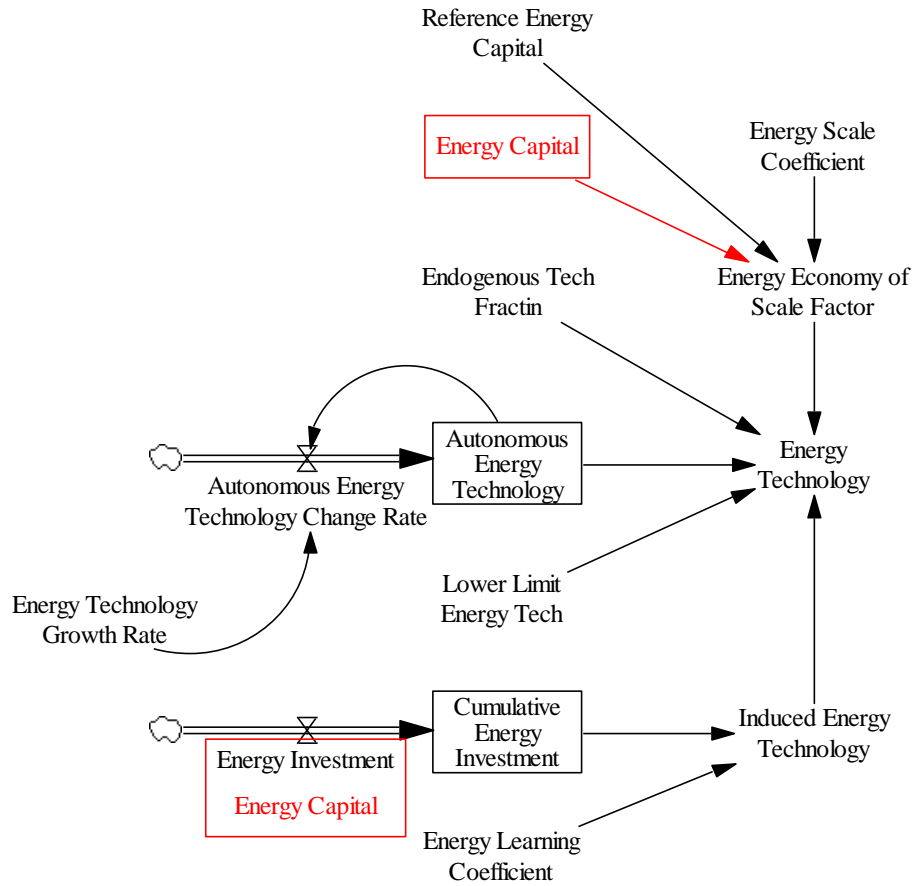 Reference Energy
Capital
Energy Capital
Energy Scale
Coefficient
Endogenous Tech
Fractin
Energy Economy of
Scale Factor
Autonomous
Energy
Technology
Energy
Technology
Autonomous Energy
Technology Change Rate
Lower Limit
Energy Tech
Energy Technology
Growth Rate
Cumulative
Energy
Investment
Induced Energy
Technology
Energy Investment
Energy Capital
Energy Learning
Coefficient